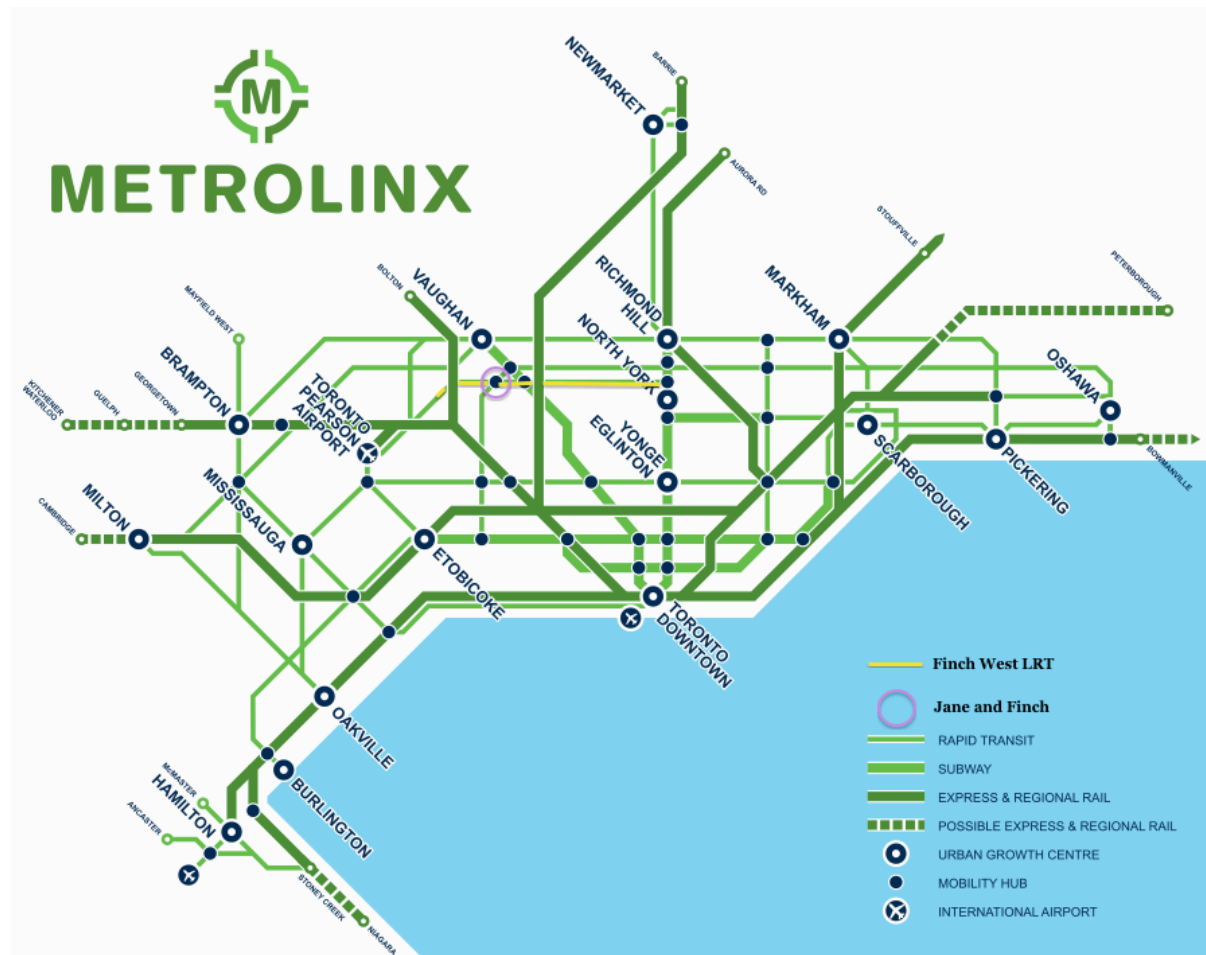 M
METROLINX
NEWMARKET
BARRIE
AURORA RD
STOUFFVILLE
PETERBOROUGH
BOLTON
VAUGHAN
RICHMOND
HILL
MARKHAM
MAYFIELD WEST
NORTH YORK
OSHAWA
BRAMPTON
KITCHENER
WATERLOO
GUELPH
GEORGETOWN
TORONTO
PEARSON
AIRPORT
YONGE
EGLINTON
SCARBOROUGH
PICKERING
BOWMANVILLE
MILTON
CAMBRIDGE
MISSISSAUGA
ETOBICOKE
TORONTO
DOWNTOWN
OAKVILLE
BURLINGTON
McMASTER
HAMILTON
ANCASTER
STONEY CREEK
NIAGARA
Finch West LRT
Jane and Finch
RAPID TRANSIT
SUBWAY
EXPRESS & REGIONAL RAIL
POSSIBLE EXPRESS & REGIONAL RAIL
URBAN GROWTH CENTRE
MOBILITY HUB
INTERNATIONAL AIRPORT